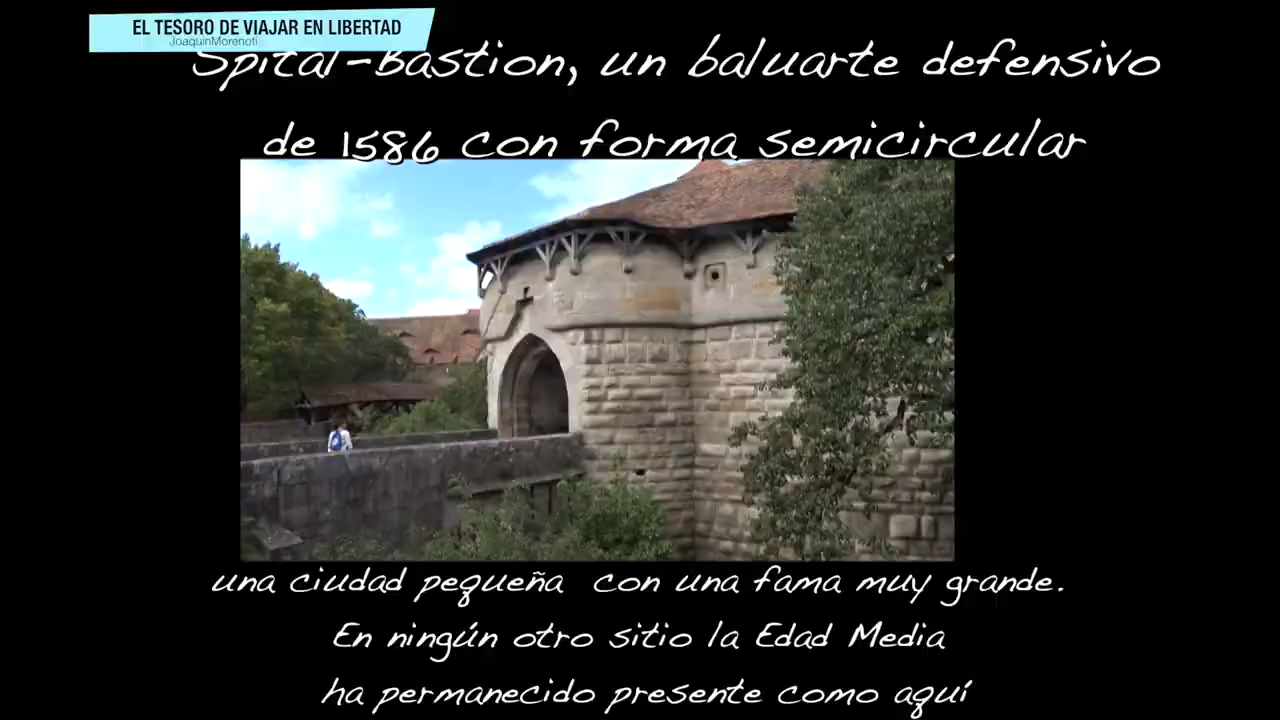 EL TESORO DE VIAJAR EN LIBERTAD
JoaquinMorenoti
Spital-Bastion, un baluarte defensivo
de 1586 con forma semicircular
una ciudad pequeña con una fama muy grande.
En ningún otro sitio la Edad Media
ha permanecido presente como aquí